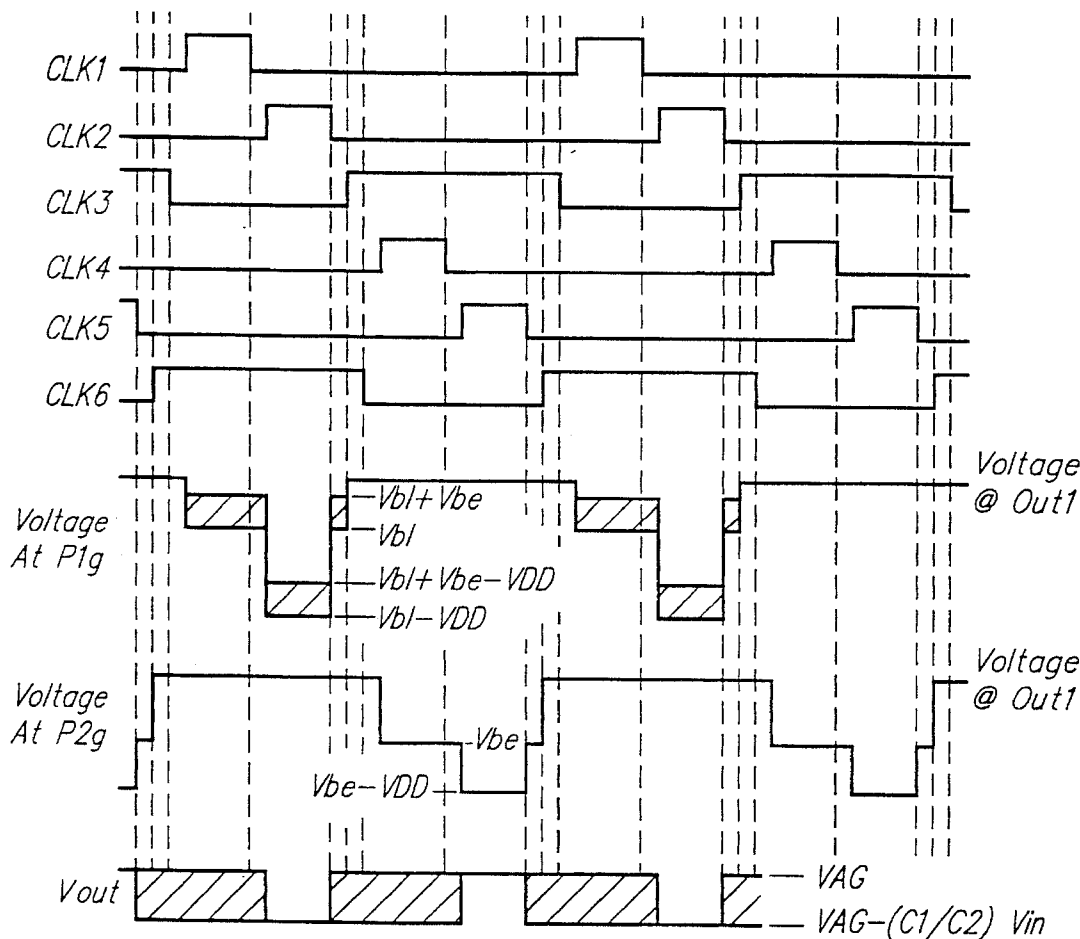 CLK1
CLK2
CLK3
CLK4
CLK5
CLK6
Voltage
At P1g
Vbl+Vbe
Vbl
Vbl+Vbe-VDD
Vbl-VDD
Voltage
@ Out1
Voltage
At P2g
Vbe
Vbe-VDD
Voltage
@ Out1
Vout
VAG
VAG-(C1/C2) Vin